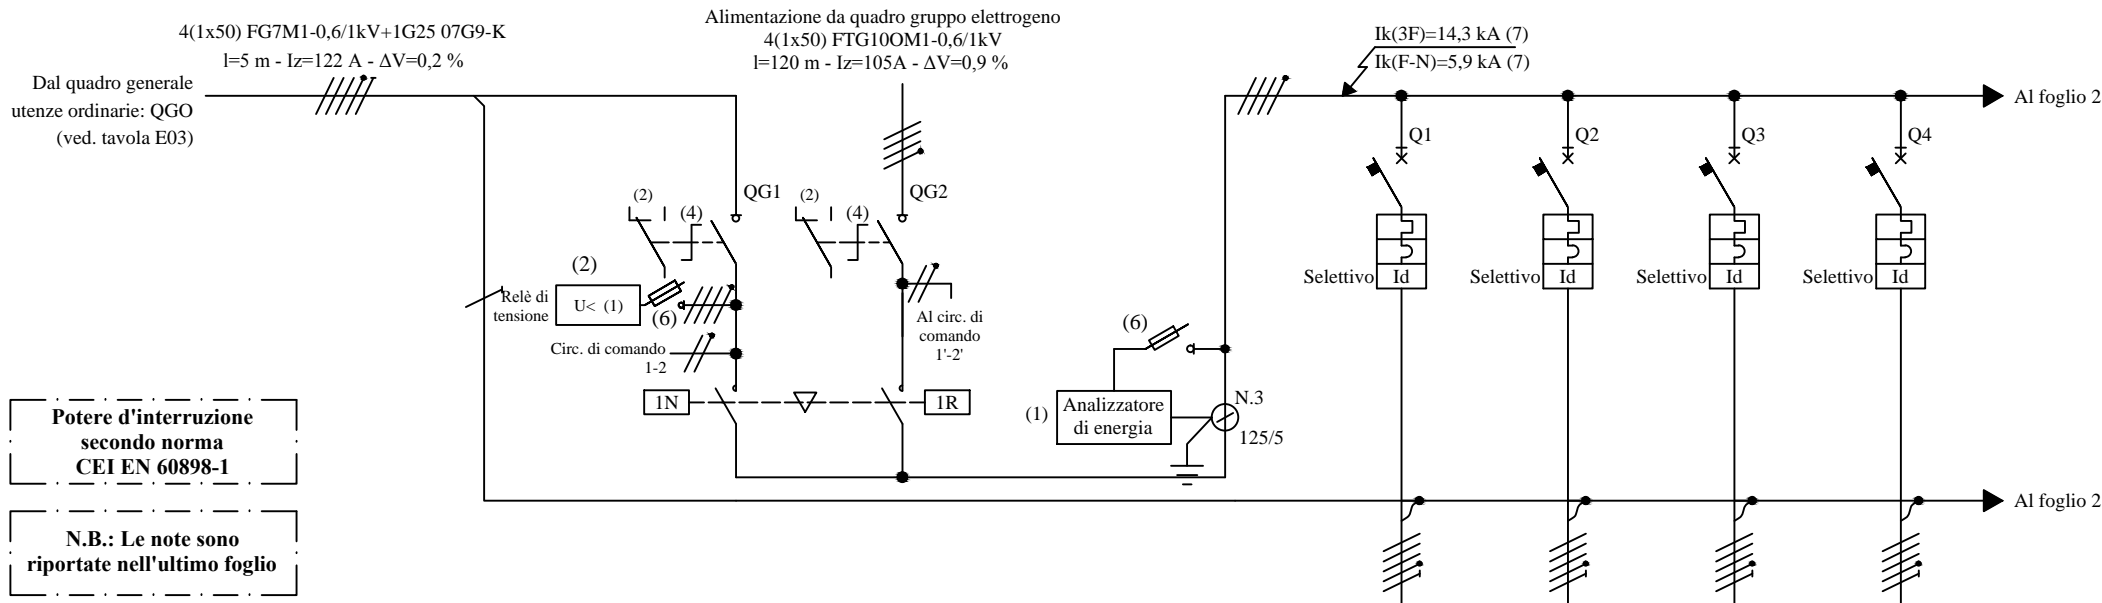 4(1x50) FG7M1-0,6/1kV+1G25 07G9-K
l=5 m - Iz=122 A - ΔV=0,2 %
Dal quadro generale
utenze ordinarie: QGO
(ved. tavola E03)
Alimentazione da quadro gruppo elettrogeno
4(1x50) FTG10OM1-0,6/1kV
l=120 m - Iz=105A - ΔV=0,9 %
Ik(3F)=14,3 kA (7)
Ik(F-N)=5,9 kA (7)
Al foglio 2
Q1
Q2
Q3
Q4
QG1
QG2
(2)
(4)
(2)
(4)
Selettivo
Id
Selettivo
Id
Selettivo
Id
Selettivo
Id
(2)
Relè di
tensione
U< (1)
(6)
Circ. di comando
1-2
Al circ. di
comando
1'-2'
(6)
1N
1R
(1)
Analizzatore
di energia
N.3
125/5
Potere d'interruzione
secondo norma
CEI EN 60898-1
Al foglio 2
N.B.: Le note sono
riportate nell'ultimo foglio